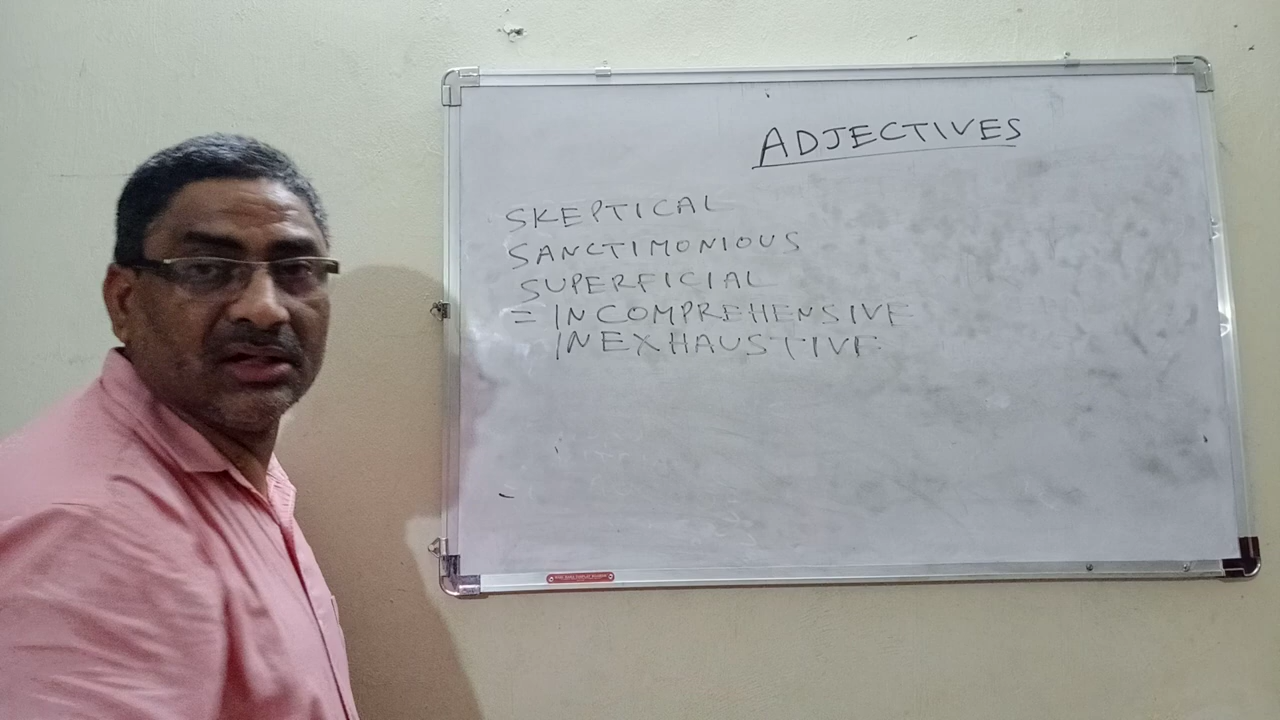 ADJECTIVES
SKEPTICAL
SANCTIMONIOUS
SUPERFICIAL
= INCOMPREHENSIVE
INEXHAUSTIVE